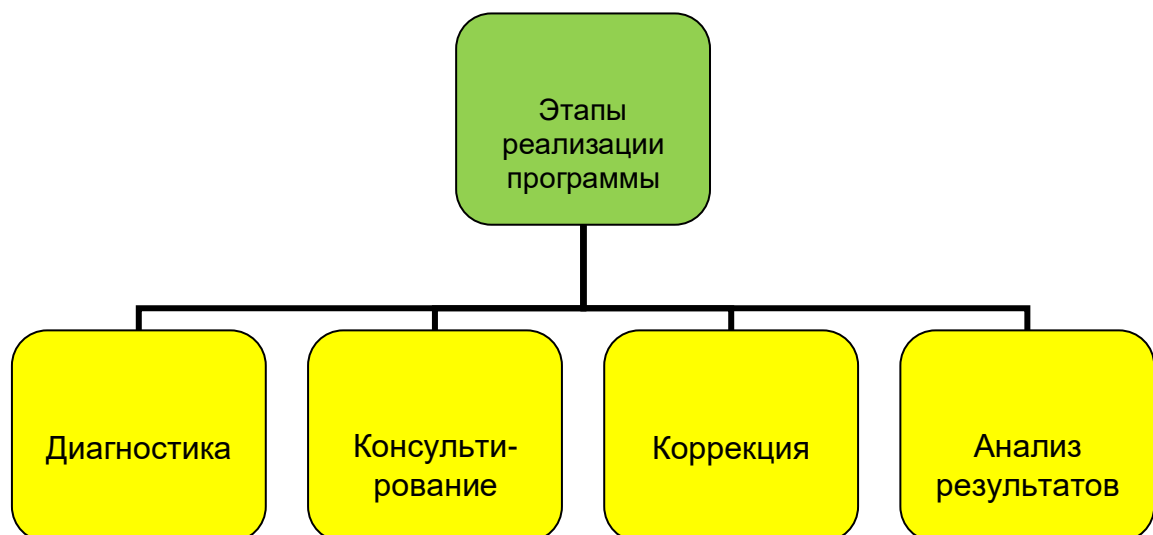 Этапы
реализации
программы
Диагностика
Консульти-
рование
Коррекция
Анализ
результатов